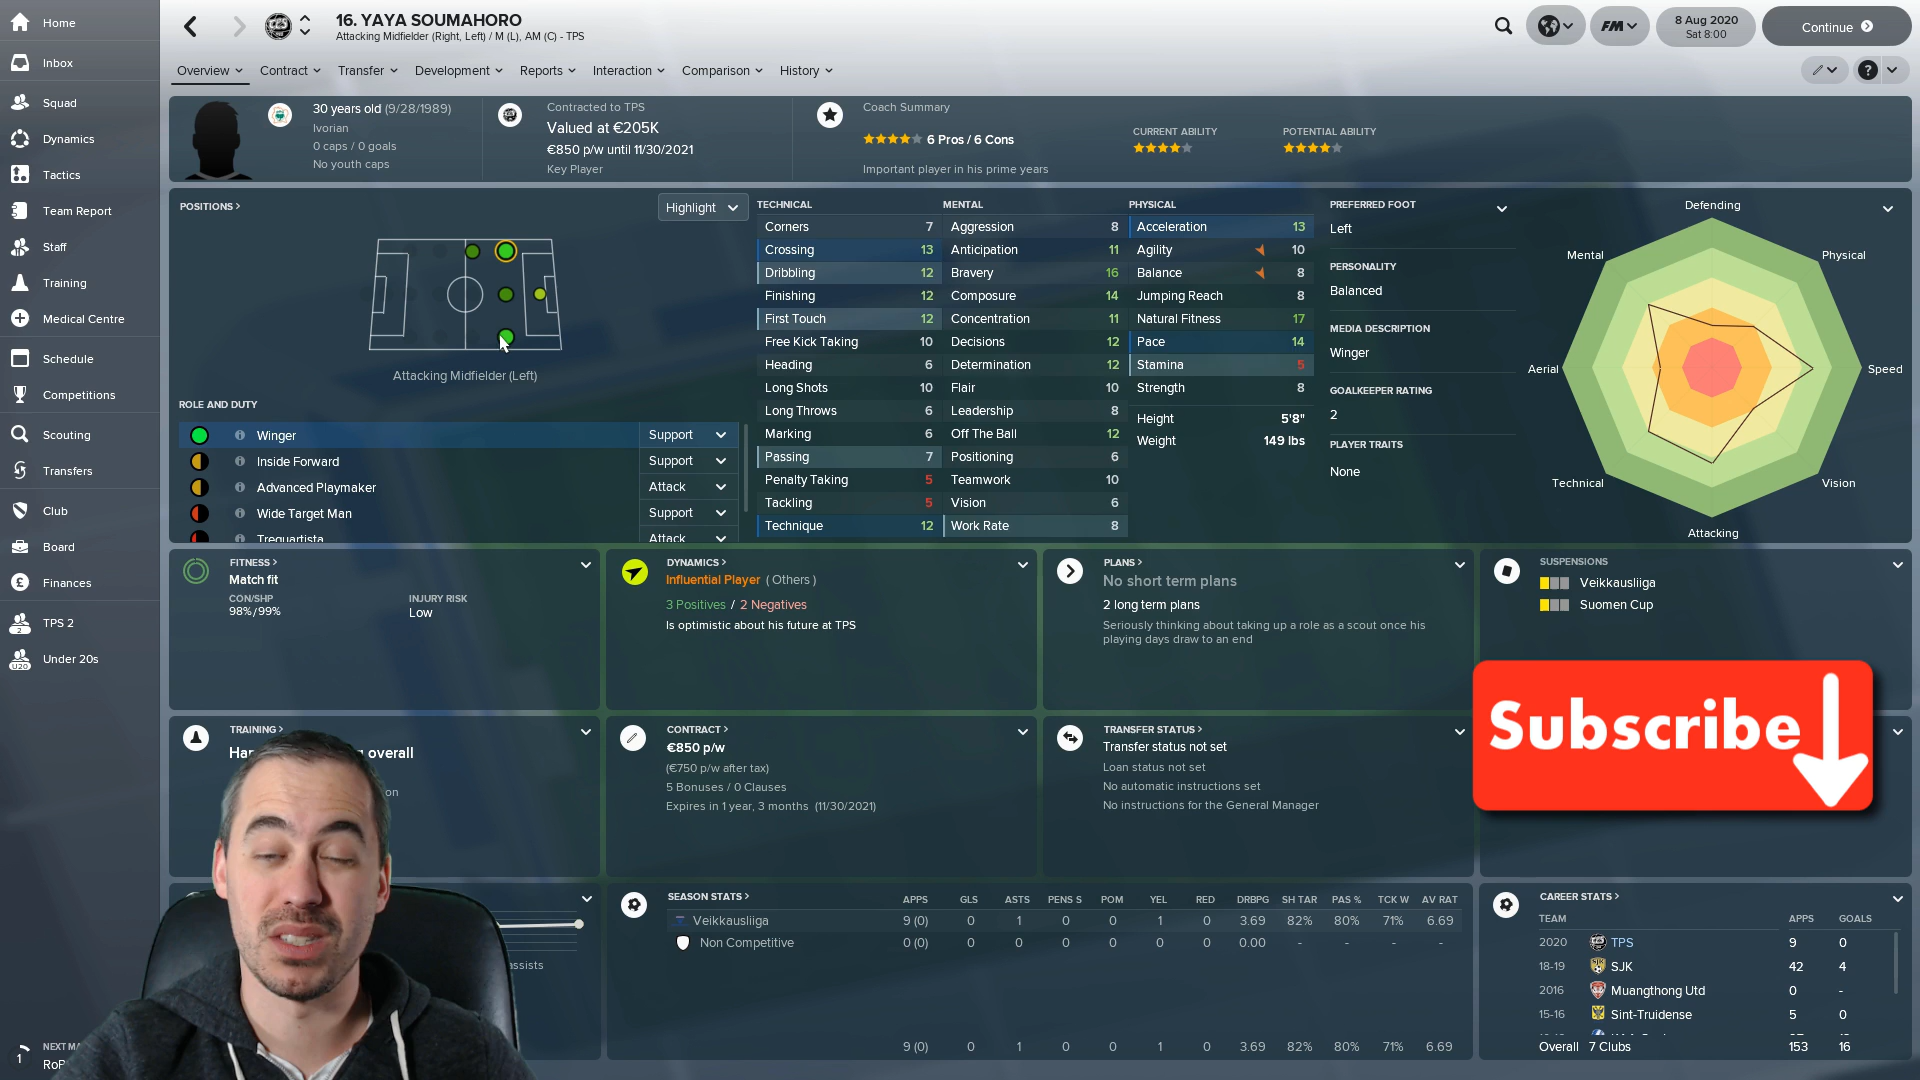 Home
Inbox
Squad
Dynamics
Tactics
Team Report
Staff
Training
Medical Centre
Schedule
Competitions
Scouting
Transfers
Club
Board
Finances
TPS 2
Under 20s
1
NEXT MA
RoP
16. YAYA SOUMAHORO
Attacking Midfielder (Right, Left) / M (L), AM (C) - TPS
FM
8 Aug 2020
Sat 8:00
Continue
Overview
Contract
Transfer
Development
Reports
Interaction
Comparison
History
?
30 years old (9/28/1989)
Ivorian
0 caps / 0 goals
No youth caps
Contracted to TPS
Valued at €205K
€850 p/w until 11/30/2021
Key Player
Coach Summary
6 Pros / 6 Cons
Important player in his prime years
CURRENT ABILITY
POTENTIAL ABILITY
POSITIONS >
Highlight
Attacking Midfielder (Left)
ROLE AND DUTY
Winger Support
Inside Forward Support
Advanced Playmaker Attack
Wide Target Man Support
Trequartista Attack
TECHNICAL
Corners 7
Crossing 13
Dribbling 12
Finishing 12
First Touch 12
Free Kick Taking 10
Heading 6
Long Shots 10
Long Throws 6
Marking 6
Passing 7
Penalty Taking 5
Tackling 5
Technique 12
MENTAL
Aggression 8
Anticipation 11
Bravery 16
Composure 14
Concentration 11
Decisions 12
Determination 12
Flair 10
Leadership 8
Off The Ball 12
Positioning 6
Teamwork 10
Vision 6
Work Rate 8
PHYSICAL
Acceleration 13
Agility 10
Balance 8
Jumping Reach 8
Natural Fitness 17
Pace 14
Stamina 5
Strength 8
Height 5'8"
Weight 149 lbs
PREFERRED FOOT
Left
PERSONALITY
Balanced
MEDIA DESCRIPTION
Winger
GOALKEEPER RATING
2
PLAYER TRAITS
None
Defending
Physical
Speed
Vision
Attacking
Technical
Aerial
Mental
FITNESS >
Match fit
CON/SHP
98%/99%
INJURY RISK
Low
DYNAMICS >
Influential Player ( Others )
3 Positives / 2 Negatives
Is optimistic about his future at TPS
PLANS >
No short term plans
2 long term plans
Seriously thinking about taking up a role as a scout once his
playing days draw to an end
SUSPENSIONS
Veikkausliiga
Suomen Cup
Subscribe
TRAINING >
overall
on
CONTRACT >
€850 p/w
(€750 p/w after tax)
5 Bonuses / 0 Clauses
Expires in 1 year, 3 months (11/30/2021)
TRANSFER STATUS >
Transfer status not set
Loan status not set
No automatic instructions set
No instructions for the General Manager
assists
SEASON STATS > APPS GLS ASTS PENS S POM YEL RED DRBPG SH TAR PAS % TCK W AV RAT
Veikkausliiga 9 (0) 0 1 0 0 1 0 3.69 82% 80% 71% 6.69
Non Competitive 0 (0) 0 0 0 0 0 0 0.00 - - - -
9 (0) 0 1 0 0 1 0 3.69 82% 80% 71% 6.69
CAREER STATS >
TEAM APPS GOALS
2020 TPS 9 0
18-19 SJK 42 4
2016 Muangthong Utd 0 -
15-16 Sint-Truidense 5 0
Overall 7 Clubs 153 16